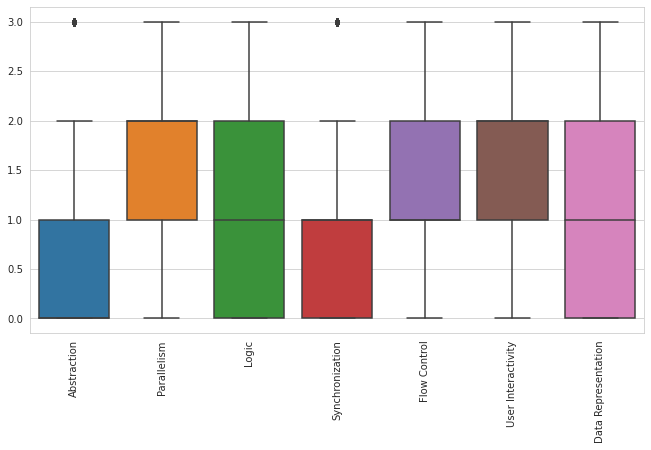 3.0
2.5
2.0
1.5
1.0
0.5
0.0
Abstraction
Parallelism
Logic
Synchronization
Flow Control
User Interactivity
Data Representation